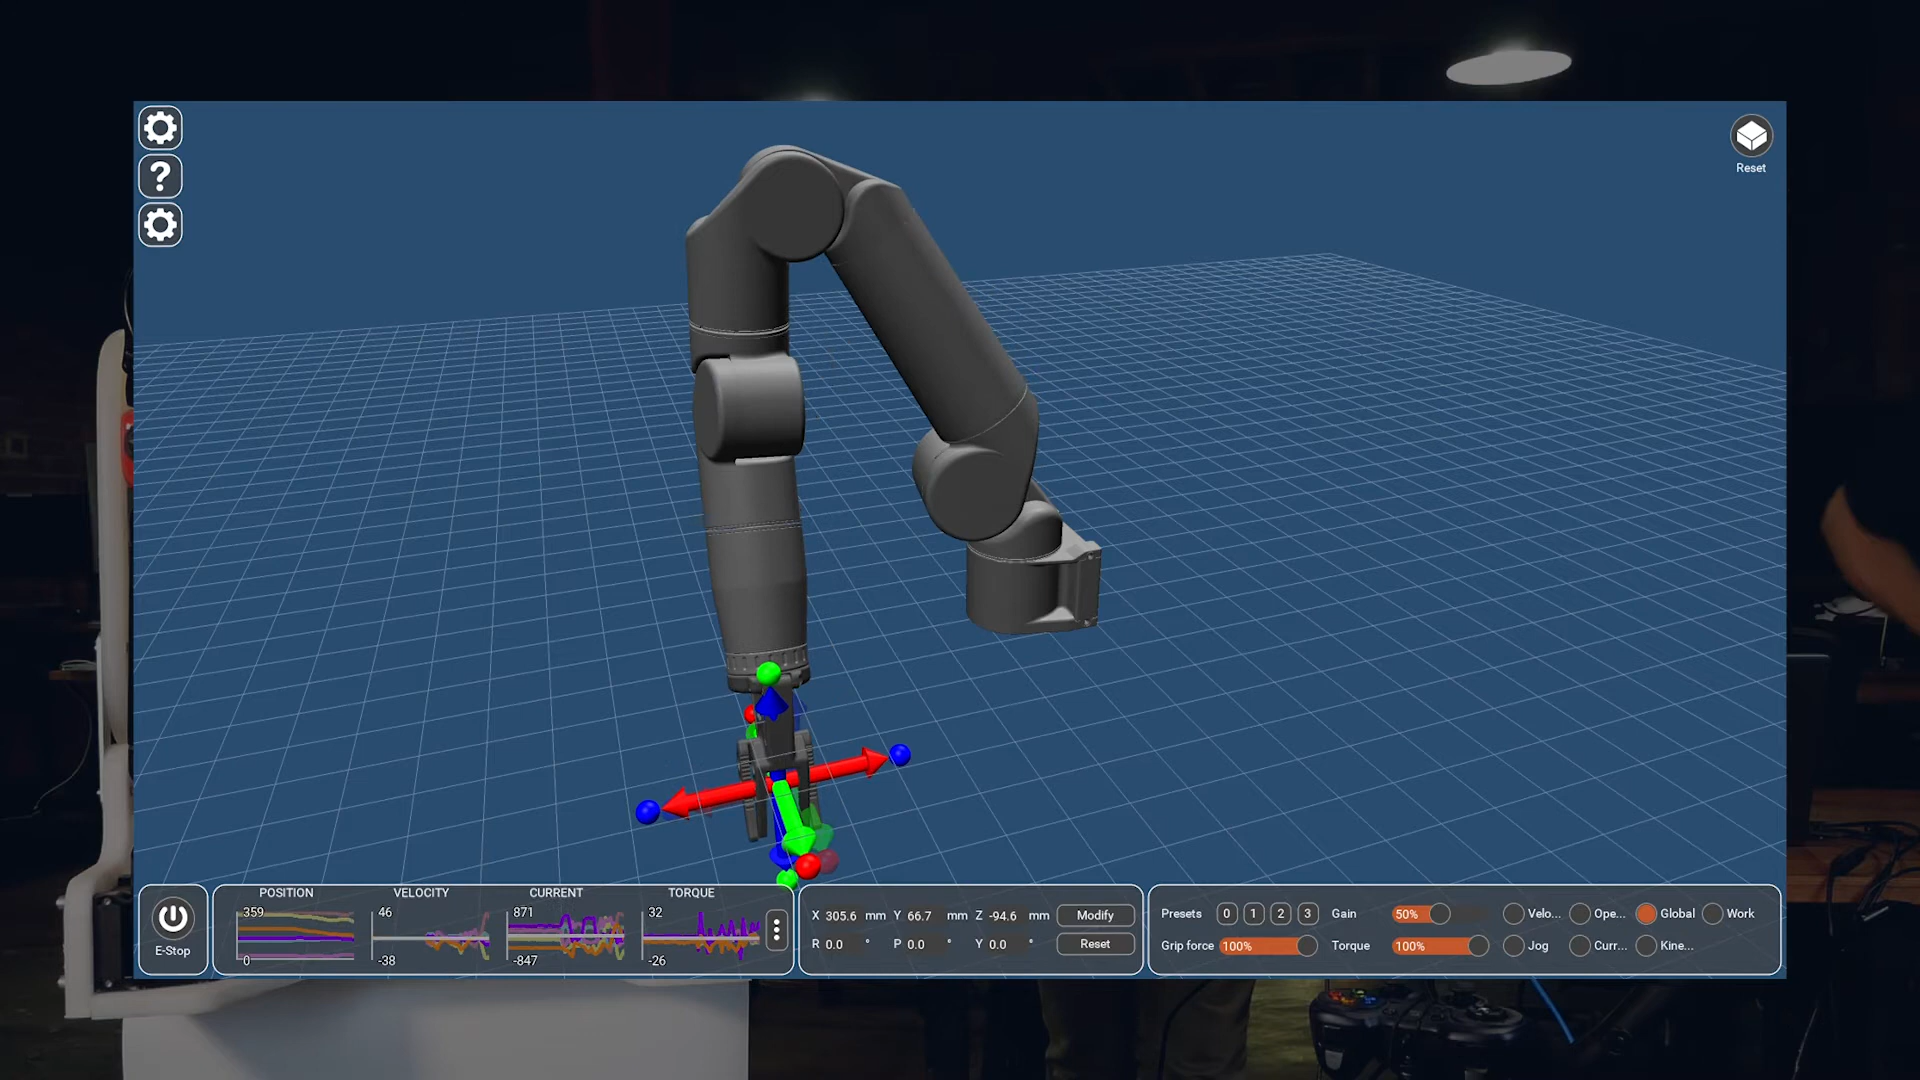 ?
Reset
E-Stop
POSITION VELOCITY CURRENT TORQUE
359 46 871 32
0 -38 -847 -26
X 305.6 mm Y 66.7 mm Z -94.6 mm Modify
R 0.0 ° P 0.0 ° Y 0.0 ° Reset
Presets 0 1 2 3 Gain 50% Velo... Ope... Global Work
Grip force 100% Torque 100% Jog Curr... Kine...